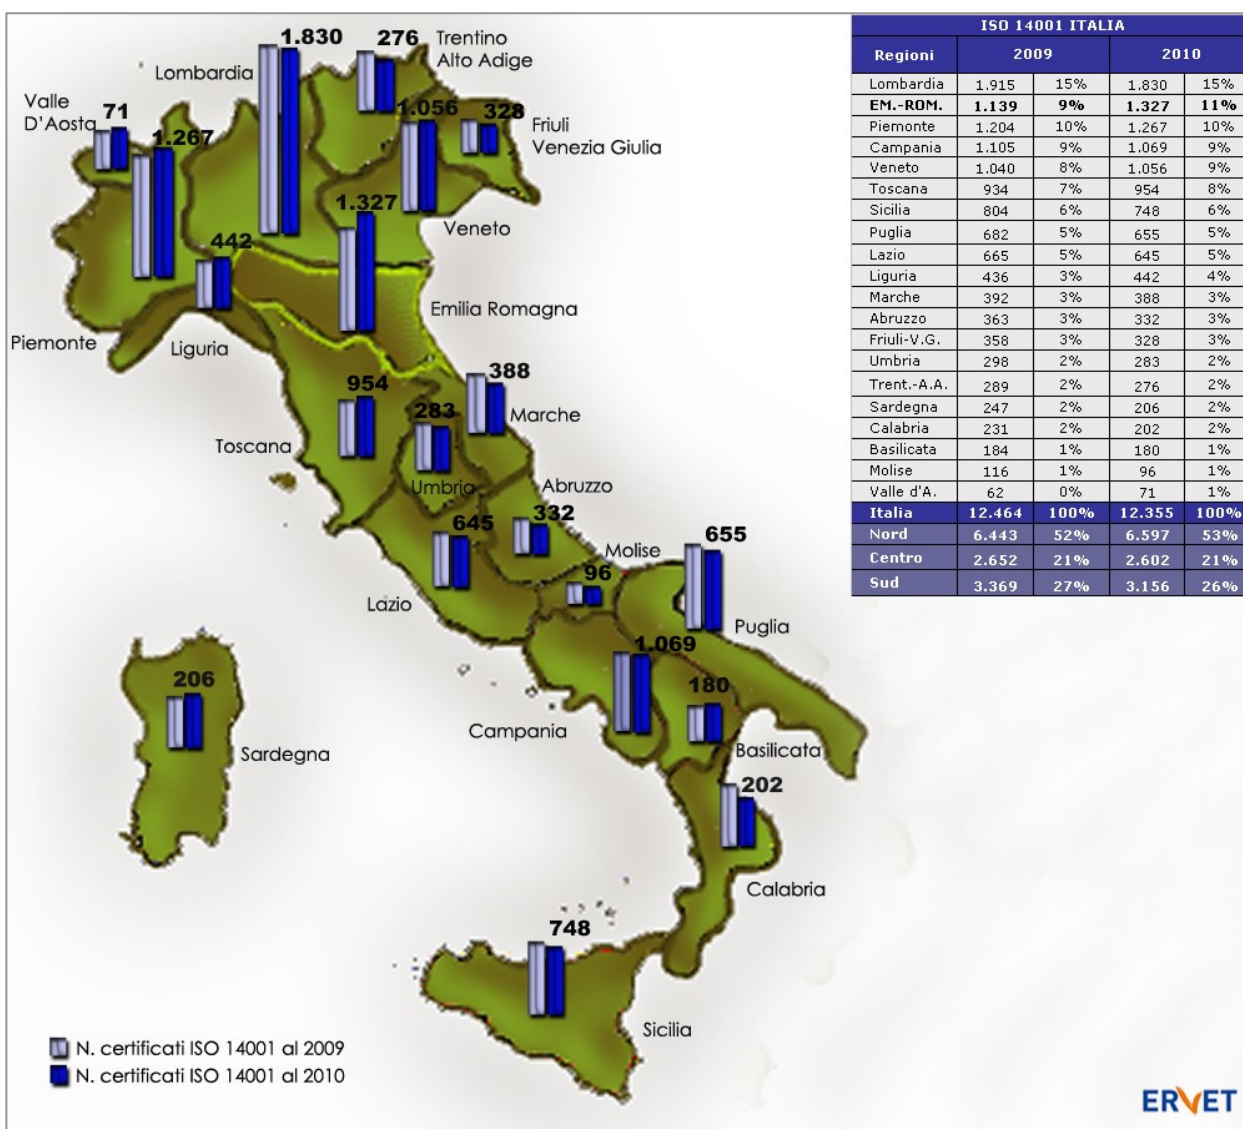 1.830
276
Trentino
Alto Adige
Lombardia
Valle
D'Aosta
71
1.267
1.056
328
Friuli
Venezia Giulia
1.327
Veneto
442
Emilia Romagna
Piemonte
Liguria
954
388
Marche
283
Toscana
Umbria
Abruzzo
645
332
Molise
655
96
Lazio
Puglia
1.069
206
180
Campania
Sardegna
Basilicata
202
Calabria
748
Sicilia
N. certificati ISO 14001 al 2009
N. certificati ISO 14001 al 2010
ISO 14001 ITALIA
Regioni 2009 2010
Lombardia 1.915 15% 1.830 15%
EM.-ROM. 1.139 9% 1.327 11%
Piemonte 1.204 10% 1.267 10%
Campania 1.105 9% 1.069 9%
Veneto 1.040 8% 1.056 9%
Toscana 934 7% 954 8%
Sicilia 804 6% 748 6%
Puglia 682 5% 655 5%
Lazio 665 5% 645 5%
Liguria 436 3% 442 4%
Marche 392 3% 388 3%
Abruzzo 363 3% 332 3%
Friuli-V.G. 358 3% 328 3%
Umbria 298 2% 283 2%
Trent.-A.A. 289 2% 276 2%
Sardegna 247 2% 206 2%
Calabria 231 2% 202 2%
Basilicata 184 1% 180 1%
Molise 116 1% 96 1%
Valle d'A. 62 0% 71 1%
Italia 12.464 100% 12.355 100%
Nord 6.443 52% 6.597 53%
Centro 2.652 21% 2.602 21%
Sud 3.369 27% 3.156 26%
ERVET